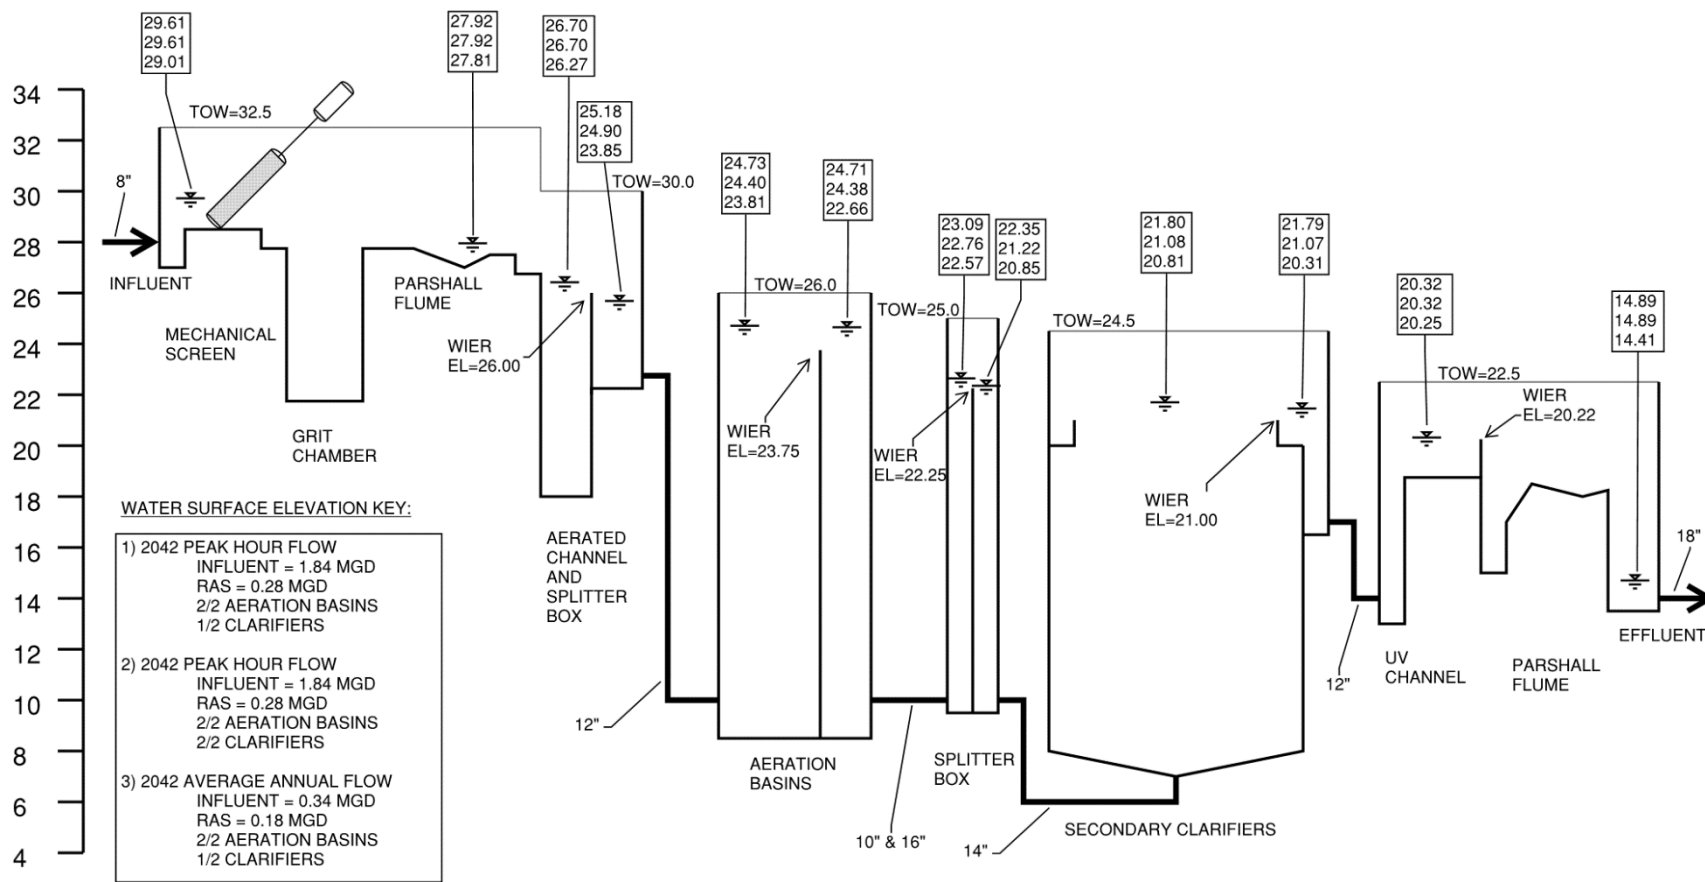 29.61
29.61
29.01
27.92
27.92
27.81
26.70
26.70
26.27
25.18
24.90
23.85
24.73
24.40
23.81
24.71
24.38
22.66
23.09
22.76
22.57
22.35
21.22
20.85
21.80
21.08
20.81
21.79
21.07
20.31
20.32
20.32
20.25
14.89
14.89
14.41
34
32
30
28
26
24
22
20
18
16
14
12
10
8
6
4
TOW=32.5
TOW=30.0
TOW=26.0
TOW=25.0
TOW=24.5
TOW=22.5
8"
INFLUENT
MECHANICAL
SCREEN
GRIT
CHAMBER
PARSHALL
FLUME
WIER
EL=26.00
AERATED
CHANNEL
AND
SPLITTER
BOX
12"
WIER
EL=23.75
AERATION
BASINS
10" & 16"
WIER
EL=22.25
SPLITTER
BOX
14"
WIER
EL=21.00
SECONDARY CLARIFIERS
12"
WIER
EL=20.22
UV
CHANNEL
PARSHALL
FLUME
18"
EFFLUENT
WATER SURFACE ELEVATION KEY:
1) 2042 PEAK HOUR FLOW
INFLUENT = 1.84 MGD
RAS = 0.28 MGD
2/2 AERATION BASINS
1/2 CLARIFIERS
2) 2042 PEAK HOUR FLOW
INFLUENT = 1.84 MGD
RAS = 0.28 MGD
2/2 AERATION BASINS
2/2 CLARIFIERS
3) 2042 AVERAGE ANNUAL FLOW
INFLUENT = 0.34 MGD
RAS = 0.18 MGD
2/2 AERATION BASINS
1/2 CLARIFIERS